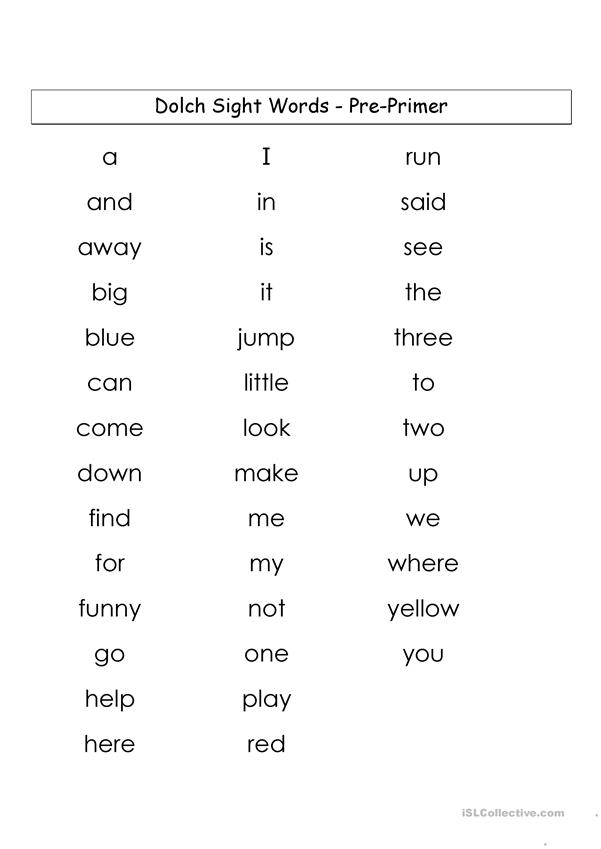 Dolch Sight Words - Pre-Primer
a I run
and in said
away is see
big it the
blue jump three
can little to
come look two
down make up
find me we
for my where
funny not yellow
go one you
help play
here red
iSLCollective.com